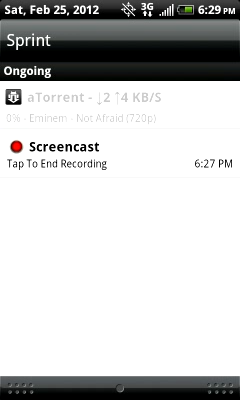 Sat, Feb 25, 2012 3G 6:29 PM
Sprint
Ongoing
aTorrent - ↓2 ↑4 KB/S
0% - Eminem - Not Afraid (720p)
Screencast
Tap To End Recording 6:27 PM